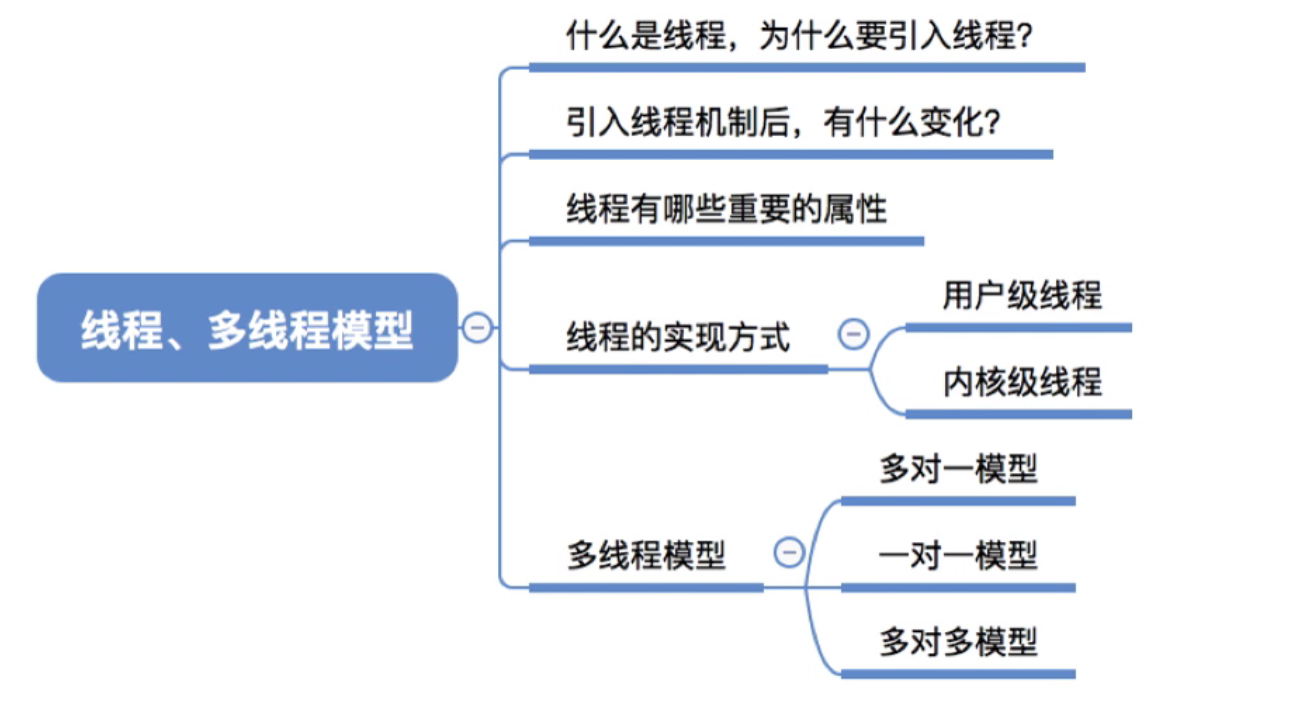 什么是线程，为什么要引入线程？
引入线程机制后，有什么变化？
线程有哪些重要的属性
线程、多线程模型
线程的实现方式
用户级线程
内核级线程
多线程模型
多对一模型
一对一模型
多对多模型